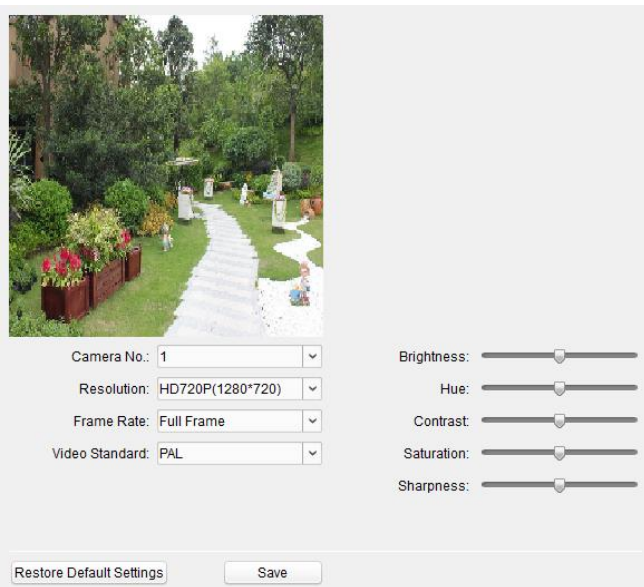 Camera No.: 1
Resolution: HD720P(1280*720)
Frame Rate: Full Frame
Video Standard: PAL
Brightness:
Hue:
Contrast:
Saturation:
Sharpness:
Restore Default Settings
Save